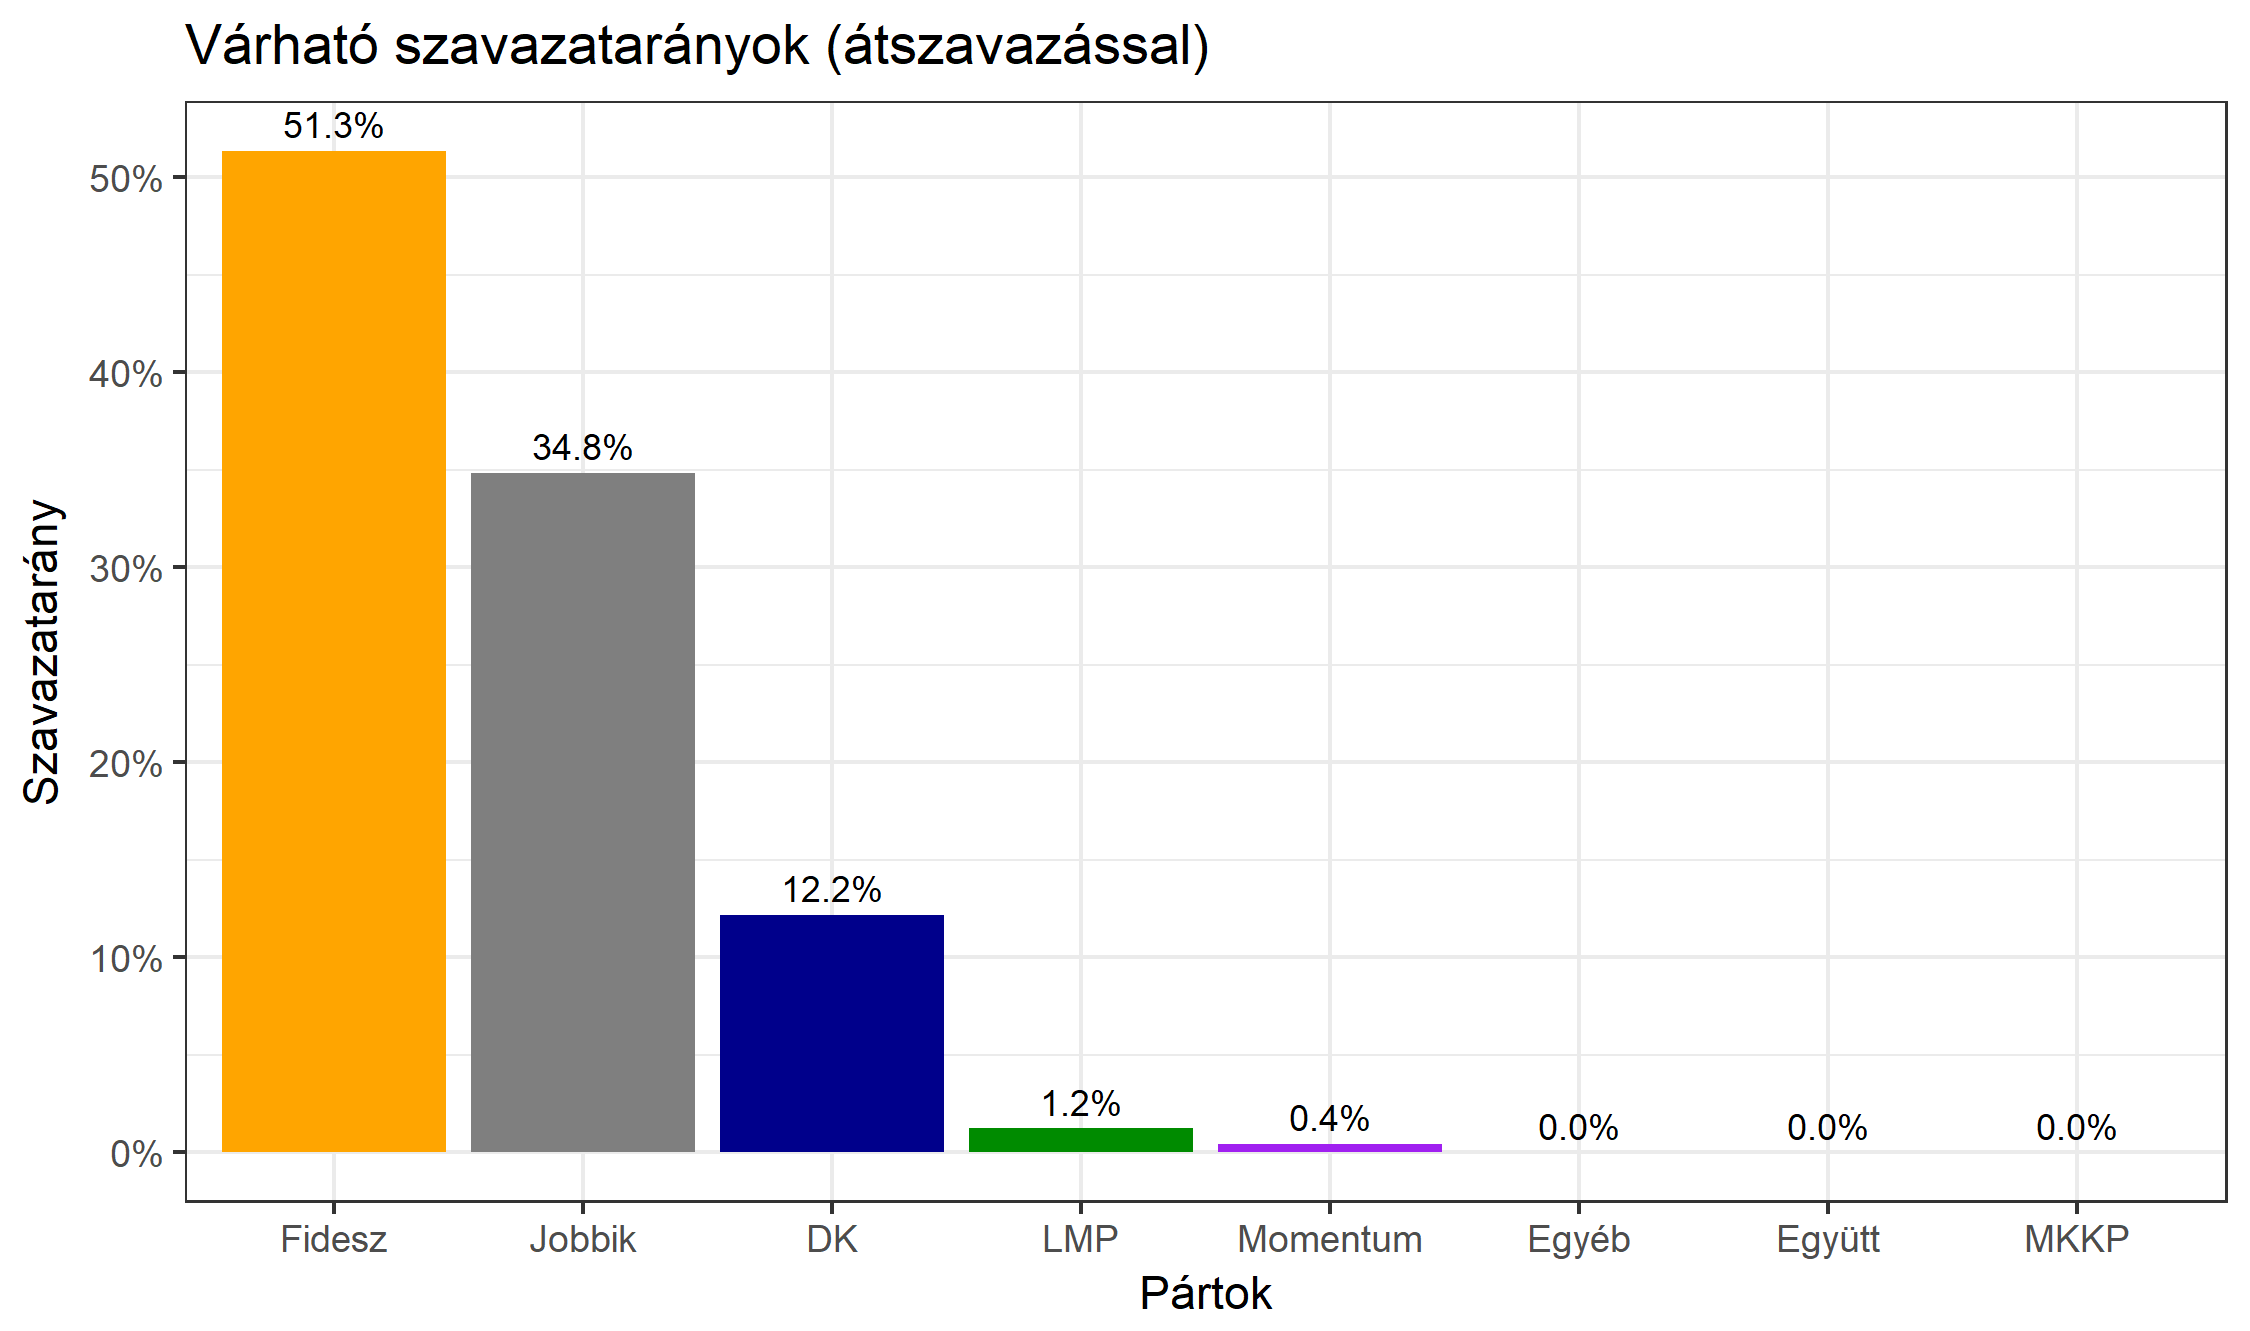 Várható szavazatarányok (átszavazással)
51.3%
50%
40%
34.8%
30%
20%
12.2%
10%
1.2%
0.4%
0.0%
0.0%
0.0%
0%
Szavazatarány
Fidesz
Jobbik
DK
LMP
Momentum
Egyéb
Együtt
MKKP
Pártok